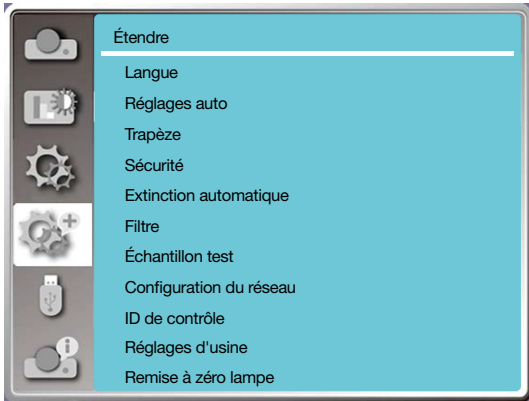 Étendre
Langue
Réglages auto
Trapèze
Sécurité
Extinction automatique
Filtre
Échantillon test
Configuration du réseau
ID de contrôle
Réglages d'usine
Remise à zéro lampe